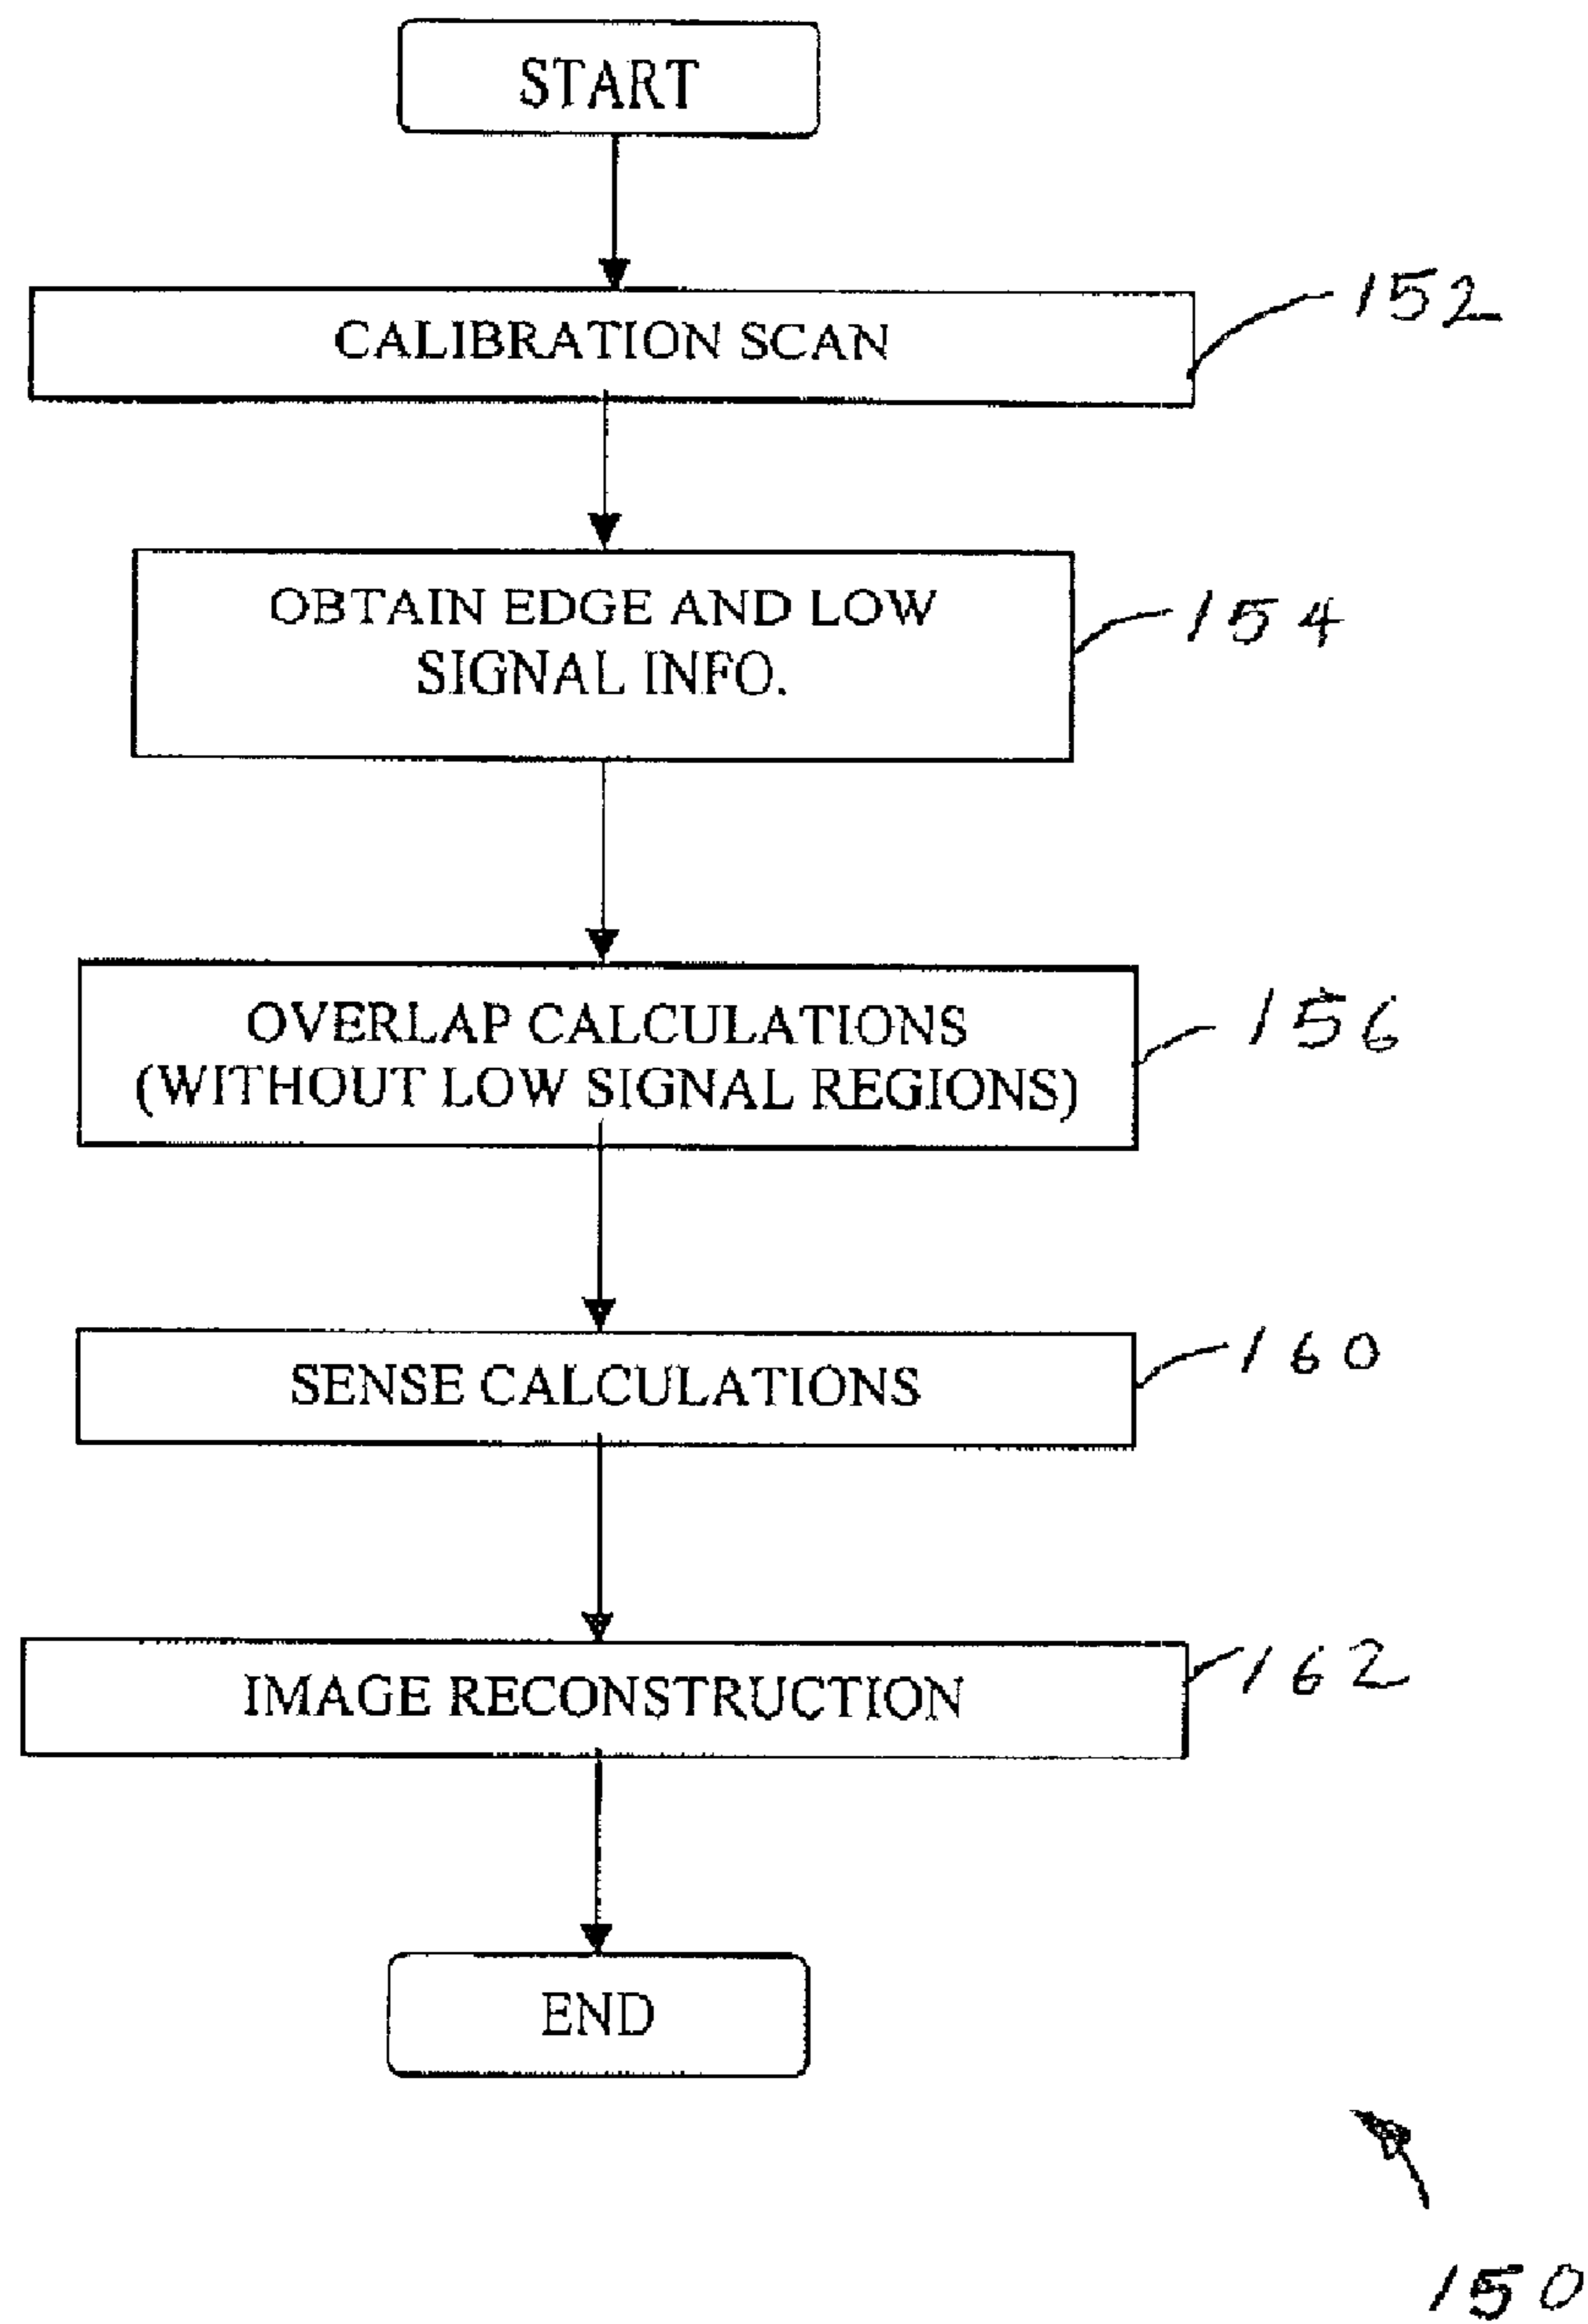 START
CALIBRATION SCAN
152
OBTAIN EDGE AND LOW
SIGNAL INFO.
154
OVERLAP CALCULATIONS
(WITHOUT LOW SIGNAL REGIONS)
156
SENSE CALCULATIONS
160
IMAGE RECONSTRUCTION
162
END
150